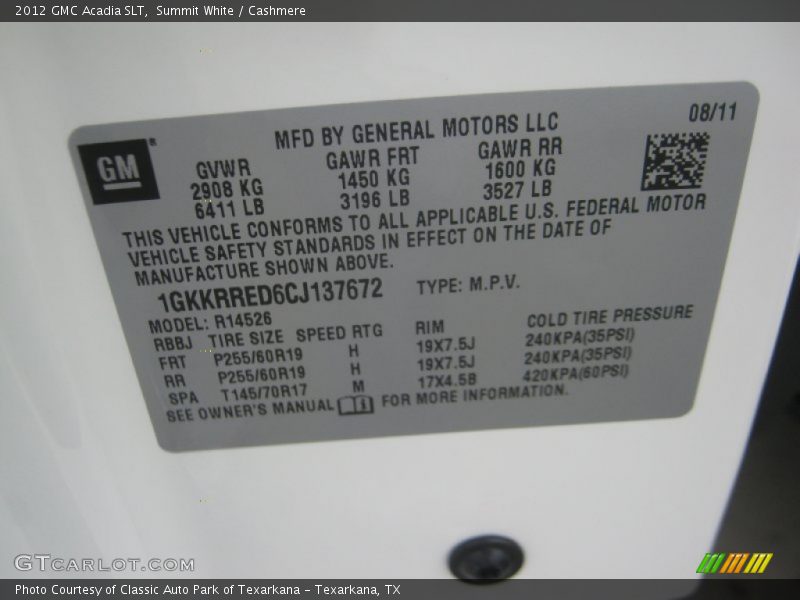 2012 GMC Acadia SLT, Summit White / Cashmere
08/11
MFD BY GENERAL MOTORS LLC
GM®
GVWR GAWR FRT GAWR RR
2908 KG 1450 KG 1600 KG
6411 LB 3196 LB 3527 LB
THIS VEHICLE CONFORMS TO ALL APPLICABLE U.S. FEDERAL MOTOR
VEHICLE SAFETY STANDARDS IN EFFECT ON THE DATE OF
MANUFACTURE SHOWN ABOVE.
1GKKRRED6CJ137672 TYPE: M.P.V.
MODEL: R14526
RBBJ TIRE SIZE SPEED RTG RIM COLD TIRE PRESSURE
FRT P255/60R19 H 19X7.5J 240KPA(35PSI)
RR P255/60R19 H 19X7.5J 240KPA(35PSI)
SPA T145/70R17 M 17X4.5B 420KPA(60PSI)
SEE OWNER'S MANUAL FOR MORE INFORMATION.
GTCARLOT.COM
Photo Courtesy of Classic Auto Park of Texarkana – Texarkana, TX